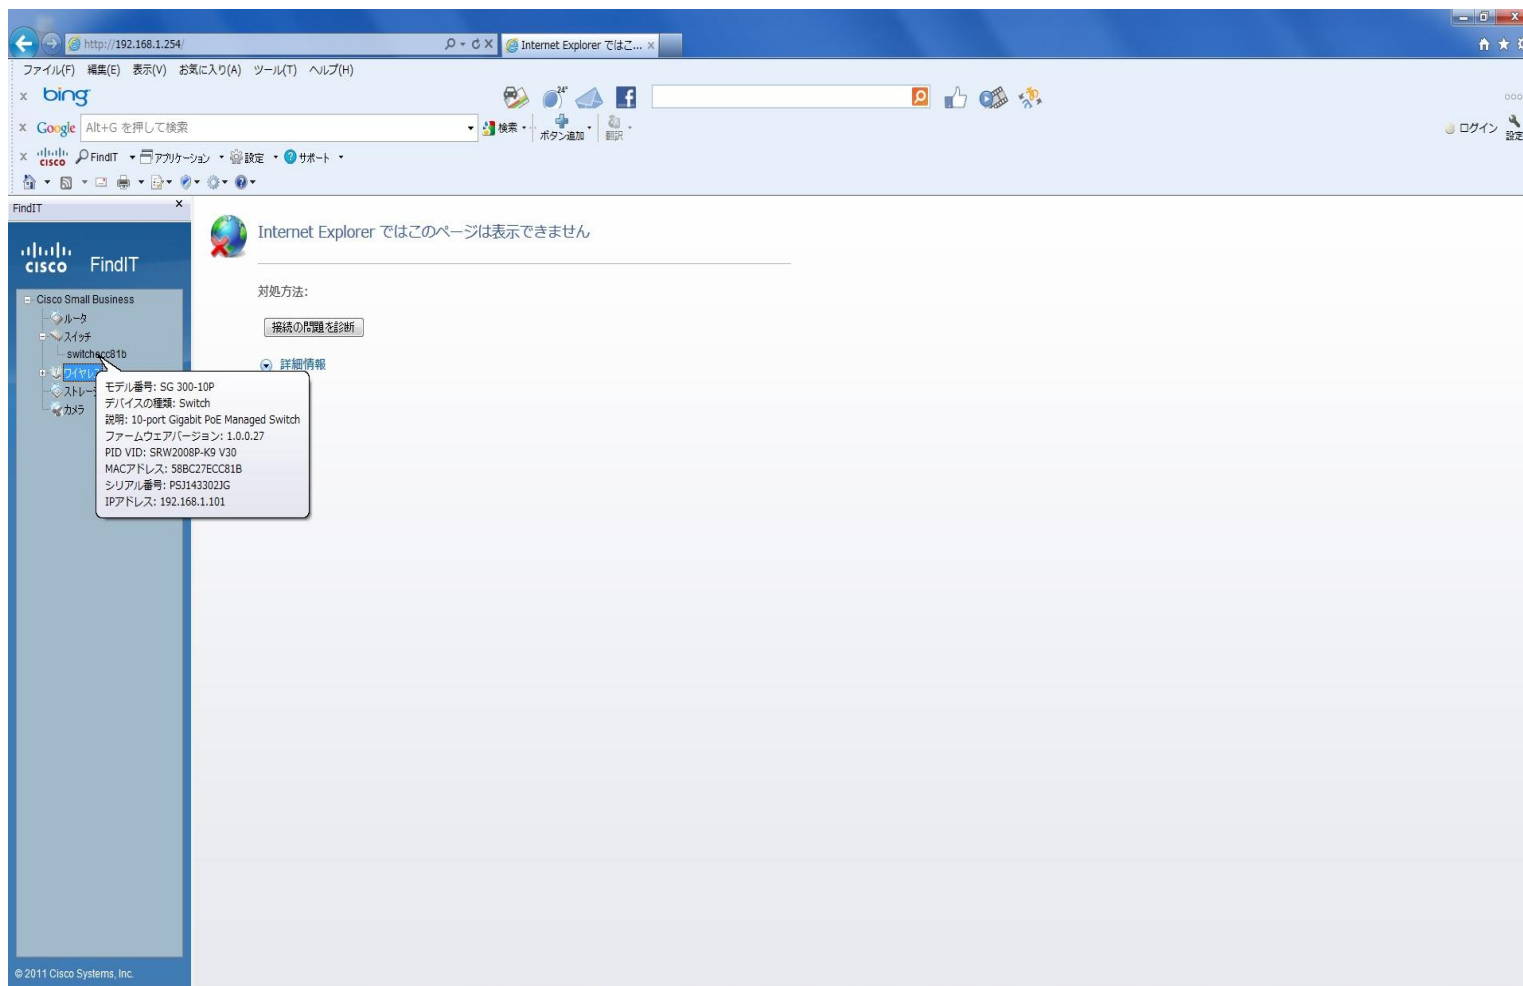 http://192.168.1.254/
Internet Explorer ではこ...
ファイル(F) 編集(E) 表示(V) お気に入り(A) ツール(T) ヘルプ(H)
x bing 24°
x Google Alt+G を押して検索 検索 ボタン追加 翻訳 ログイン 設定
x cisco FindIT アプリケーション 設定 サポート
FindIT x
cisco FindIT
Internet Explorer ではこのページは表示できません
対処方法:
接続の問題を診断
詳細情報
Cisco Small Business
ルータ
スイッチ
switchecc81b
ワイヤレ
ストレー
カメラ
モデル番号: SG 300-10P
デバイスの種類: Switch
説明: 10-port Gigabit PoE Managed Switch
ファームウェアバージョン: 1.0.0.27
PID VID: SRW2008P-K9 V30
MACアドレス: 58BC27ECC81B
シリアル番号: PSJ143302JG
IPアドレス: 192.168.1.101
© 2011 Cisco Systems, Inc.